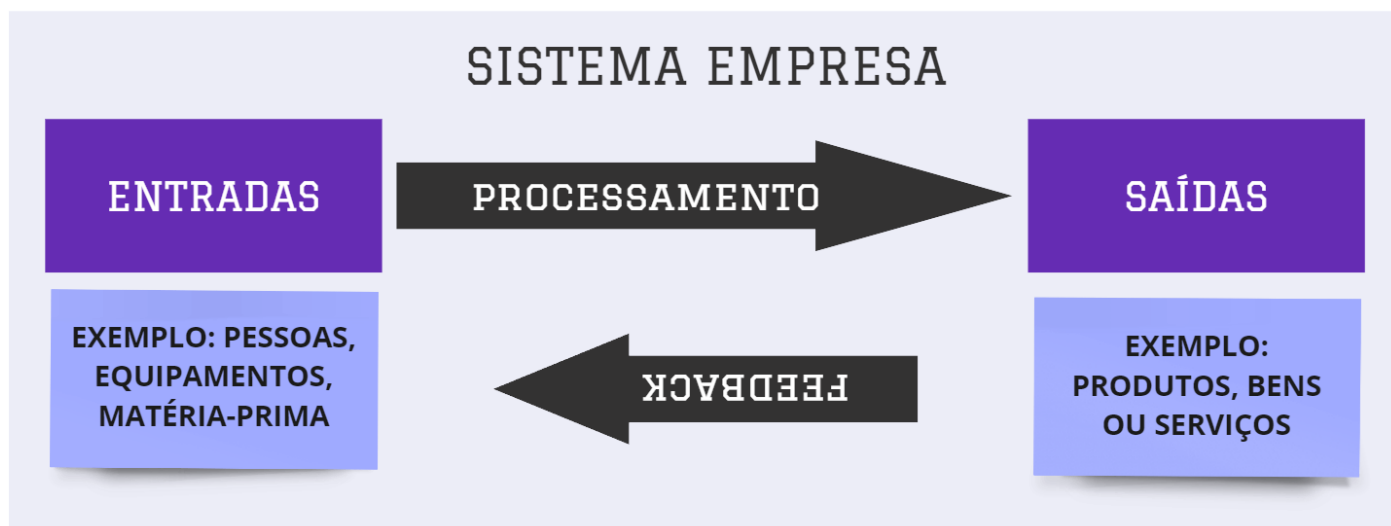 SISTEMA EMPRESA
ENTRADAS
PROCESSAMENTO
SAÍDAS
EXEMPLO: PESSOAS,
EQUIPAMENTOS,
MATÉRIA-PRIMA
FEEDBACK
EXEMPLO:
PRODUTOS, BENS
OU SERVIÇOS